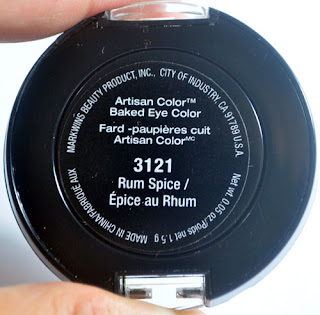 MARKWINS BEAUTY PRODUCT, INC., CITY OF INDUSTRY, CA 91789 U.S.A.
Artisan Color™
Baked Eye Color
Fard -paupières cuit
Artisan Color MC
3121
Rum Spice /
Épice au Rhum
Net wt 0.05 oz./Poids net 1.5 g
MADE IN CHINA/FABRIQUÉ AUX